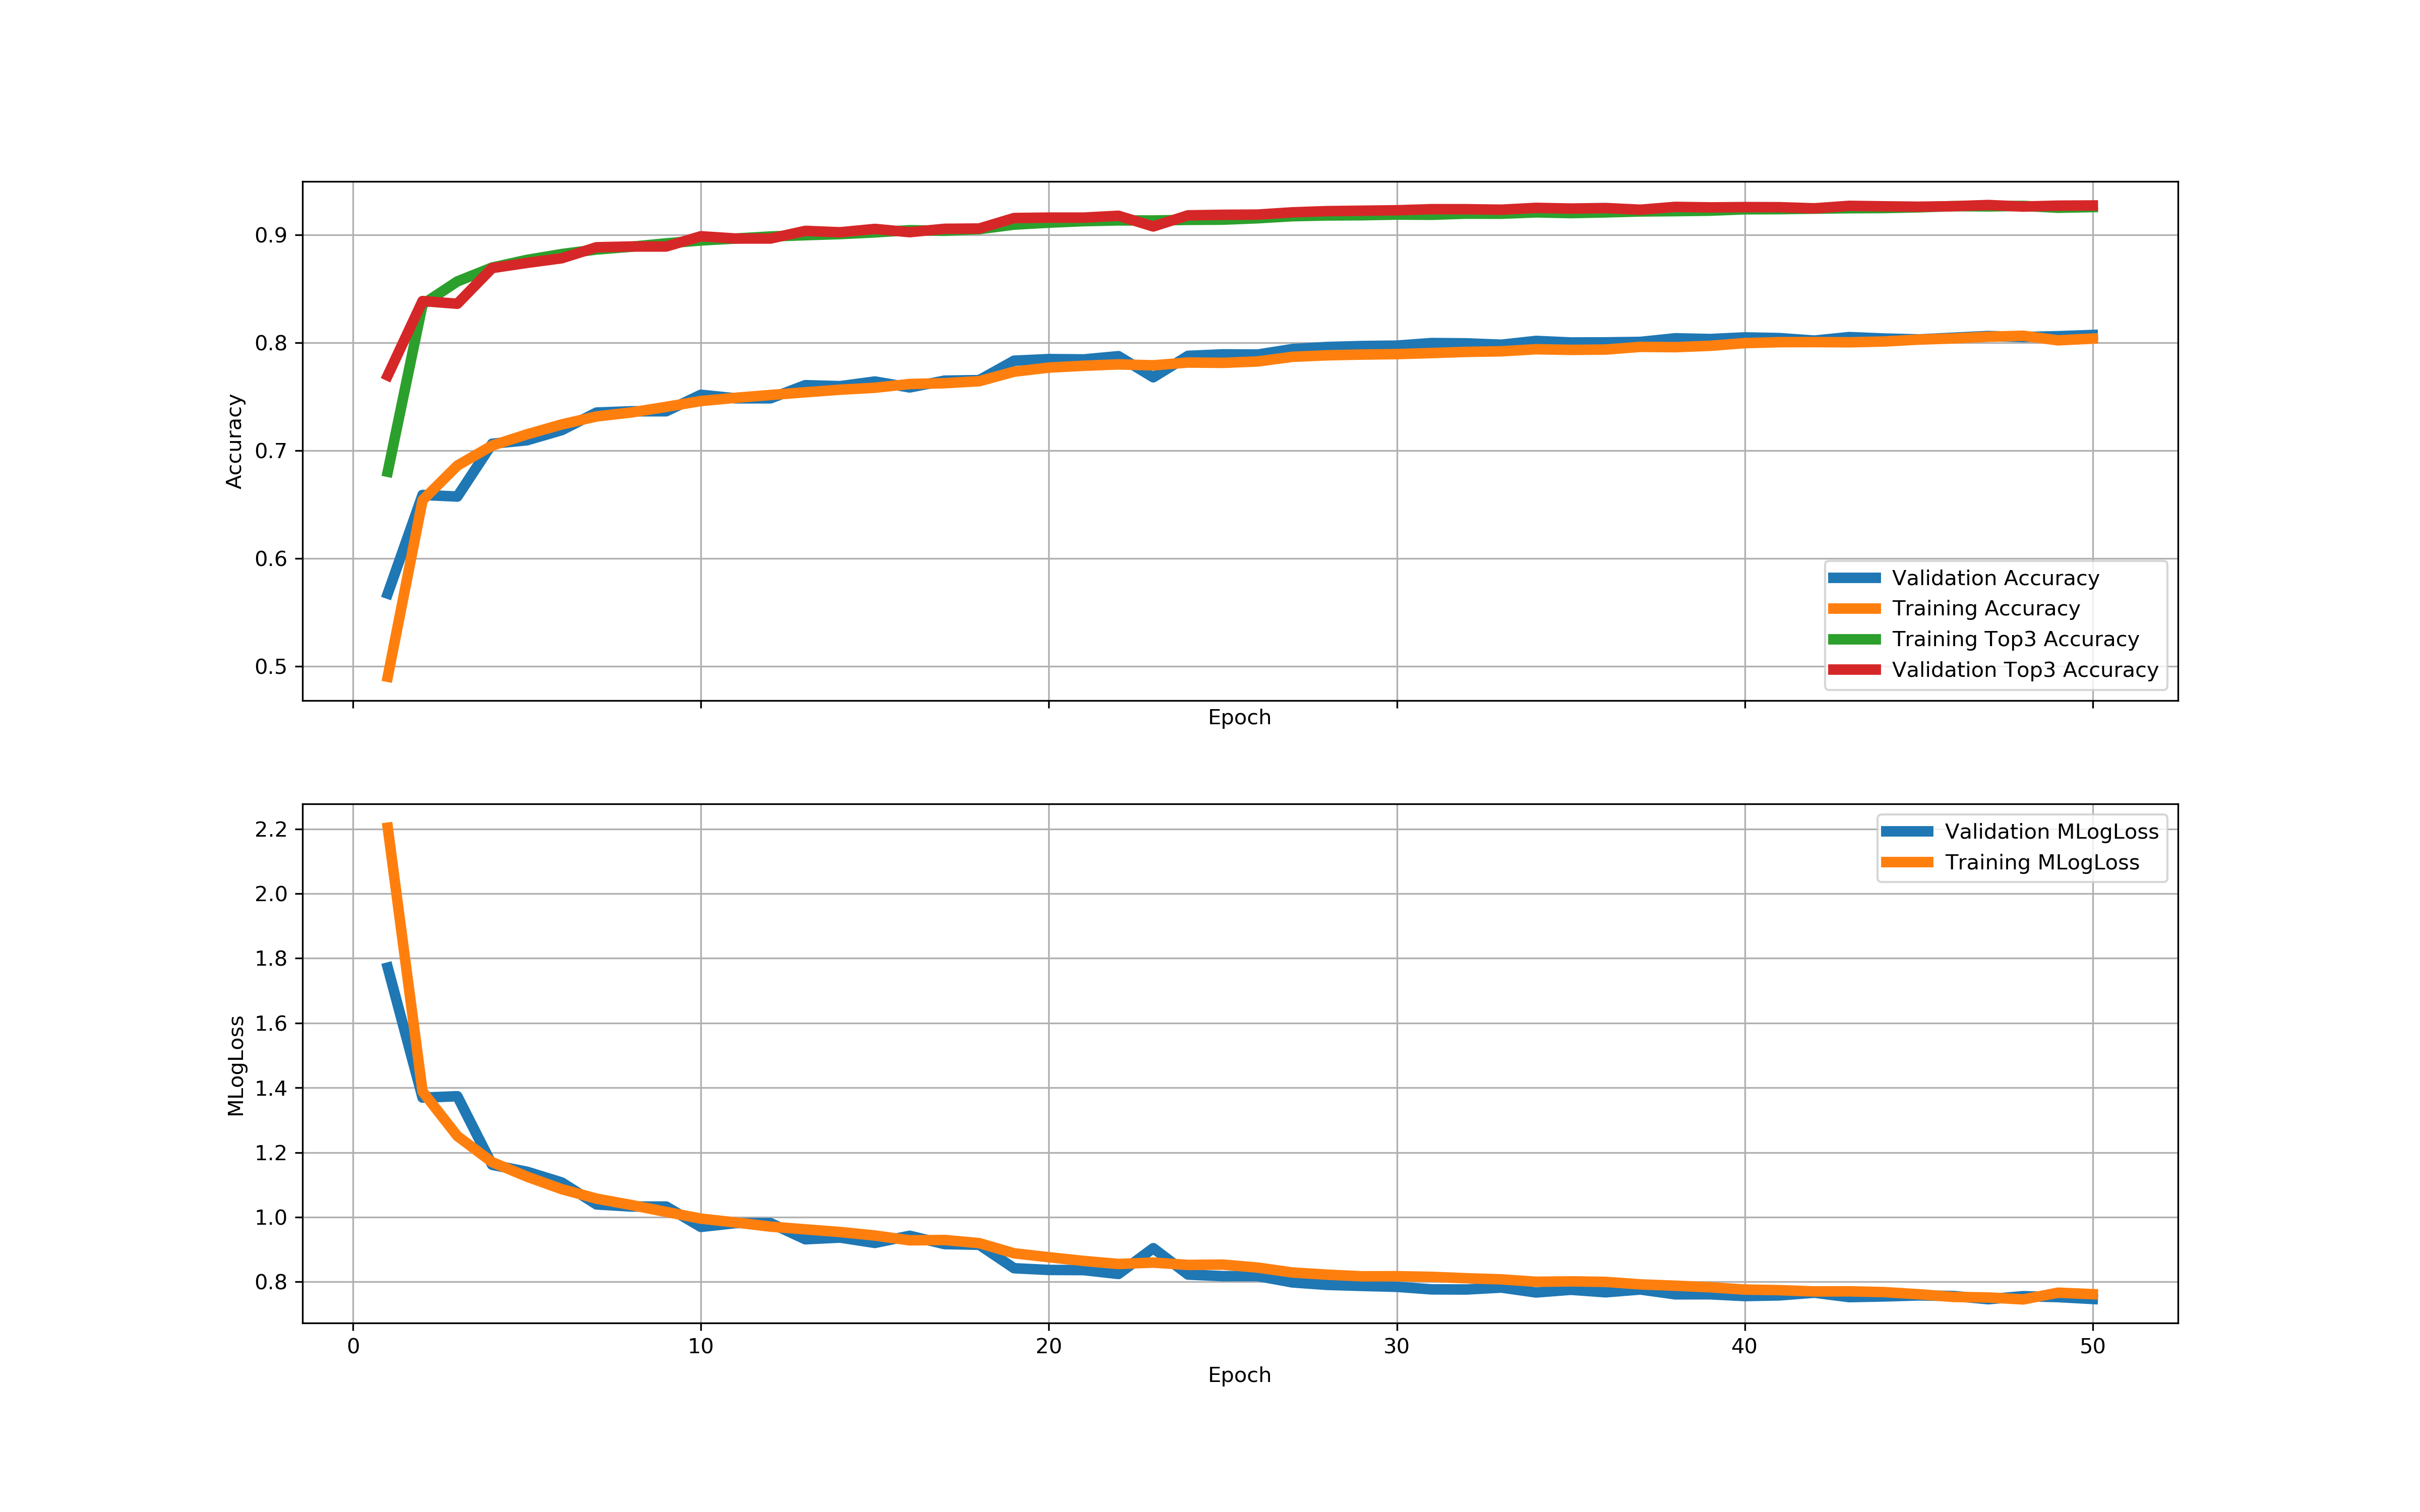 0.9
0.8
0.7
0.6
0.5
Accuracy
Epoch
Validation Accuracy
Training Accuracy
Training Top3 Accuracy
Validation Top3 Accuracy
2.2
2.0
1.8
1.6
1.4
1.2
1.0
0.8
MLogLoss
Validation MLogLoss
Training MLogLoss
0 10 20 30 40 50
Epoch